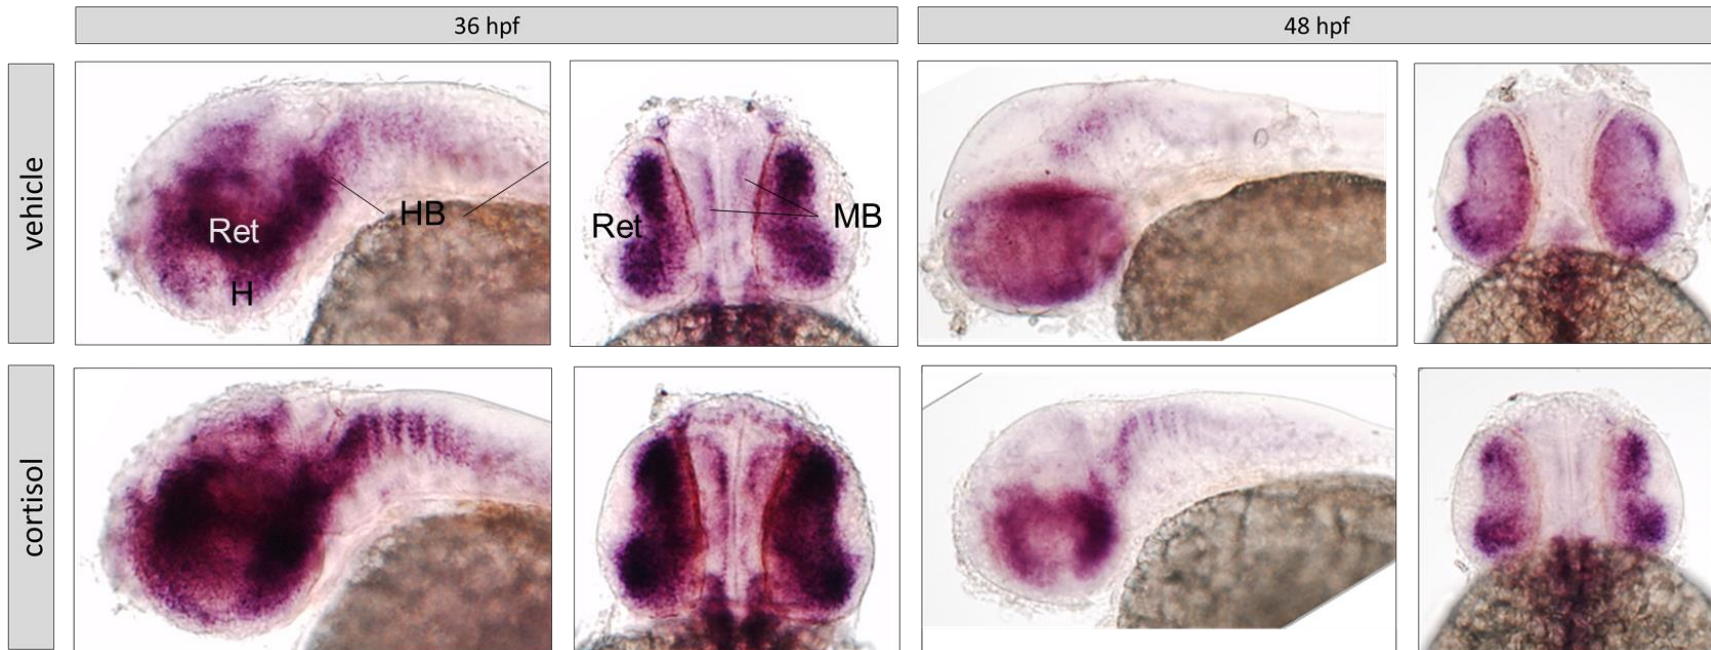 36 hpf
48 hpf
vehicle
Ret
H
HB
Ret
MB
cortisol